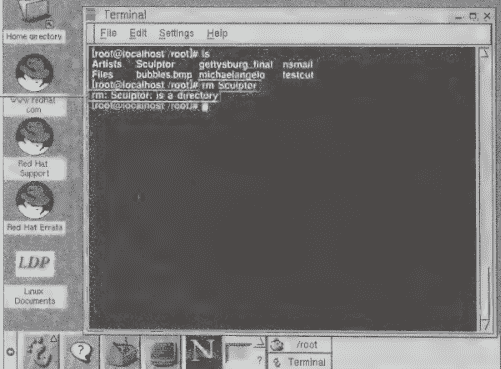 Terminal
File Edit Settings Help
[root@localhost /root]# ls
Artists Sculptor gettysburg_final nsmail
Files bubbles.bmp michaelangelo testcut
[root@localhost /root]# rm Sculptor
rm: Sculptor: is a directory
[root@localhost /root]#
Home directory
www.redhat.
com
Red Hat
Support
Red Hat Errata
LDP
Linux
Documents
N
?
/root
Terminal